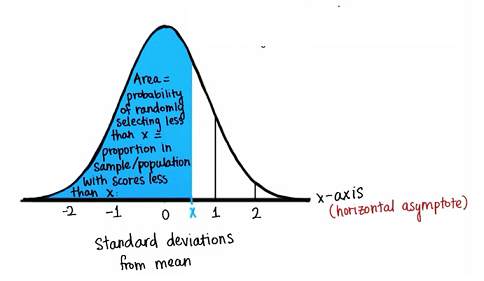 Area =
probability
of randomly
selecting less
than x =
proportion in
sample/population
with scores less
than x.
x-axis
(horizontal asymptote)
-2 -1 0 x 1 2
Standard deviations
from mean